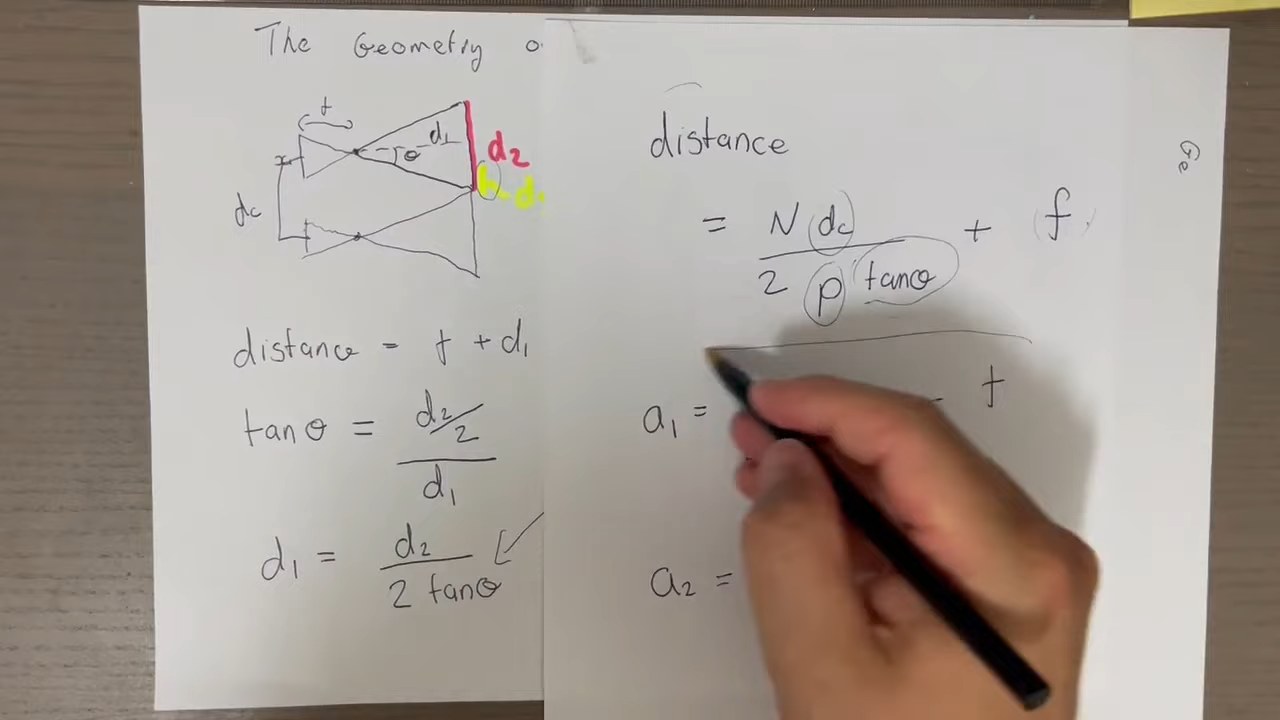 The Geometry o
f
d1
θ
d2
dc
distance = f + d1
tanθ = d2/2 / d1
d1 = d2 / 2 tanθ
distance
= N dc / 2 p tanθ + f
a1 = f
a2 =